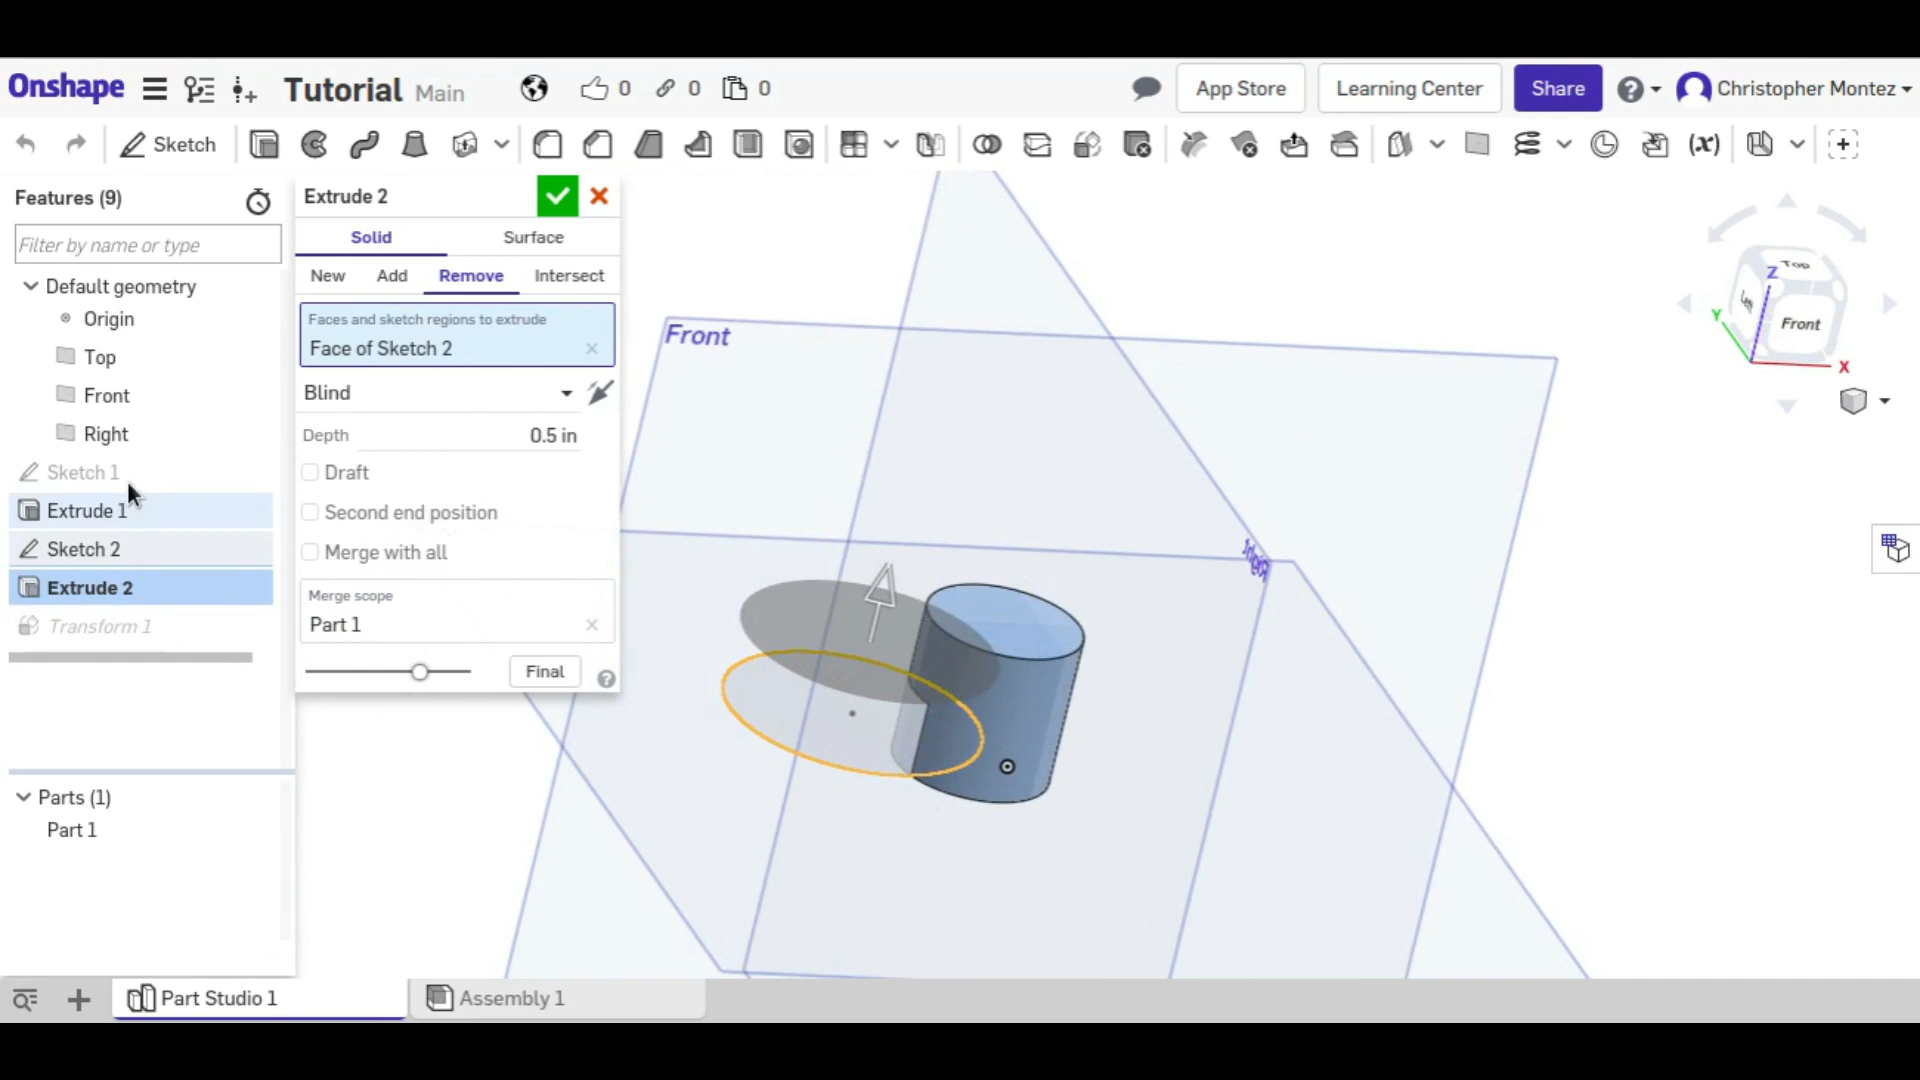 Onshape Tutorial Main 0 0 0 App Store Learning Center Share Christopher Montez
Sketch (x)
Features (9)
Filter by name or type
Default geometry
Origin
Top
Front
Right
Sketch 1
Extrude 1
Sketch 2
Extrude 2
Transform 1
Parts (1)
Part 1
Extrude 2
Solid Surface
New Add Remove Intersect
Faces and sketch regions to extrude
Face of Sketch 2
Blind
Depth 0.5 in
Draft
Second end position
Merge with all
Merge scope
Part 1
Final
Front
Right
Top
Z
Left
Front
Y
X
Part Studio 1 Assembly 1